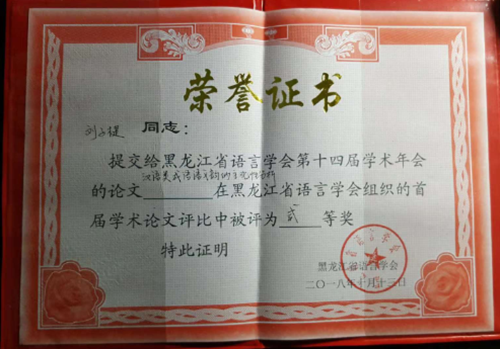 荣誉证书
同志：
提交给黑龙江省语言学会第十四届学术年会
的论文 在黑龙江省语言学会组织的首
届学术论文评比中被评为 贰 等奖
特此证明
黑龙江省语言学会
二〇一八年十月十三日